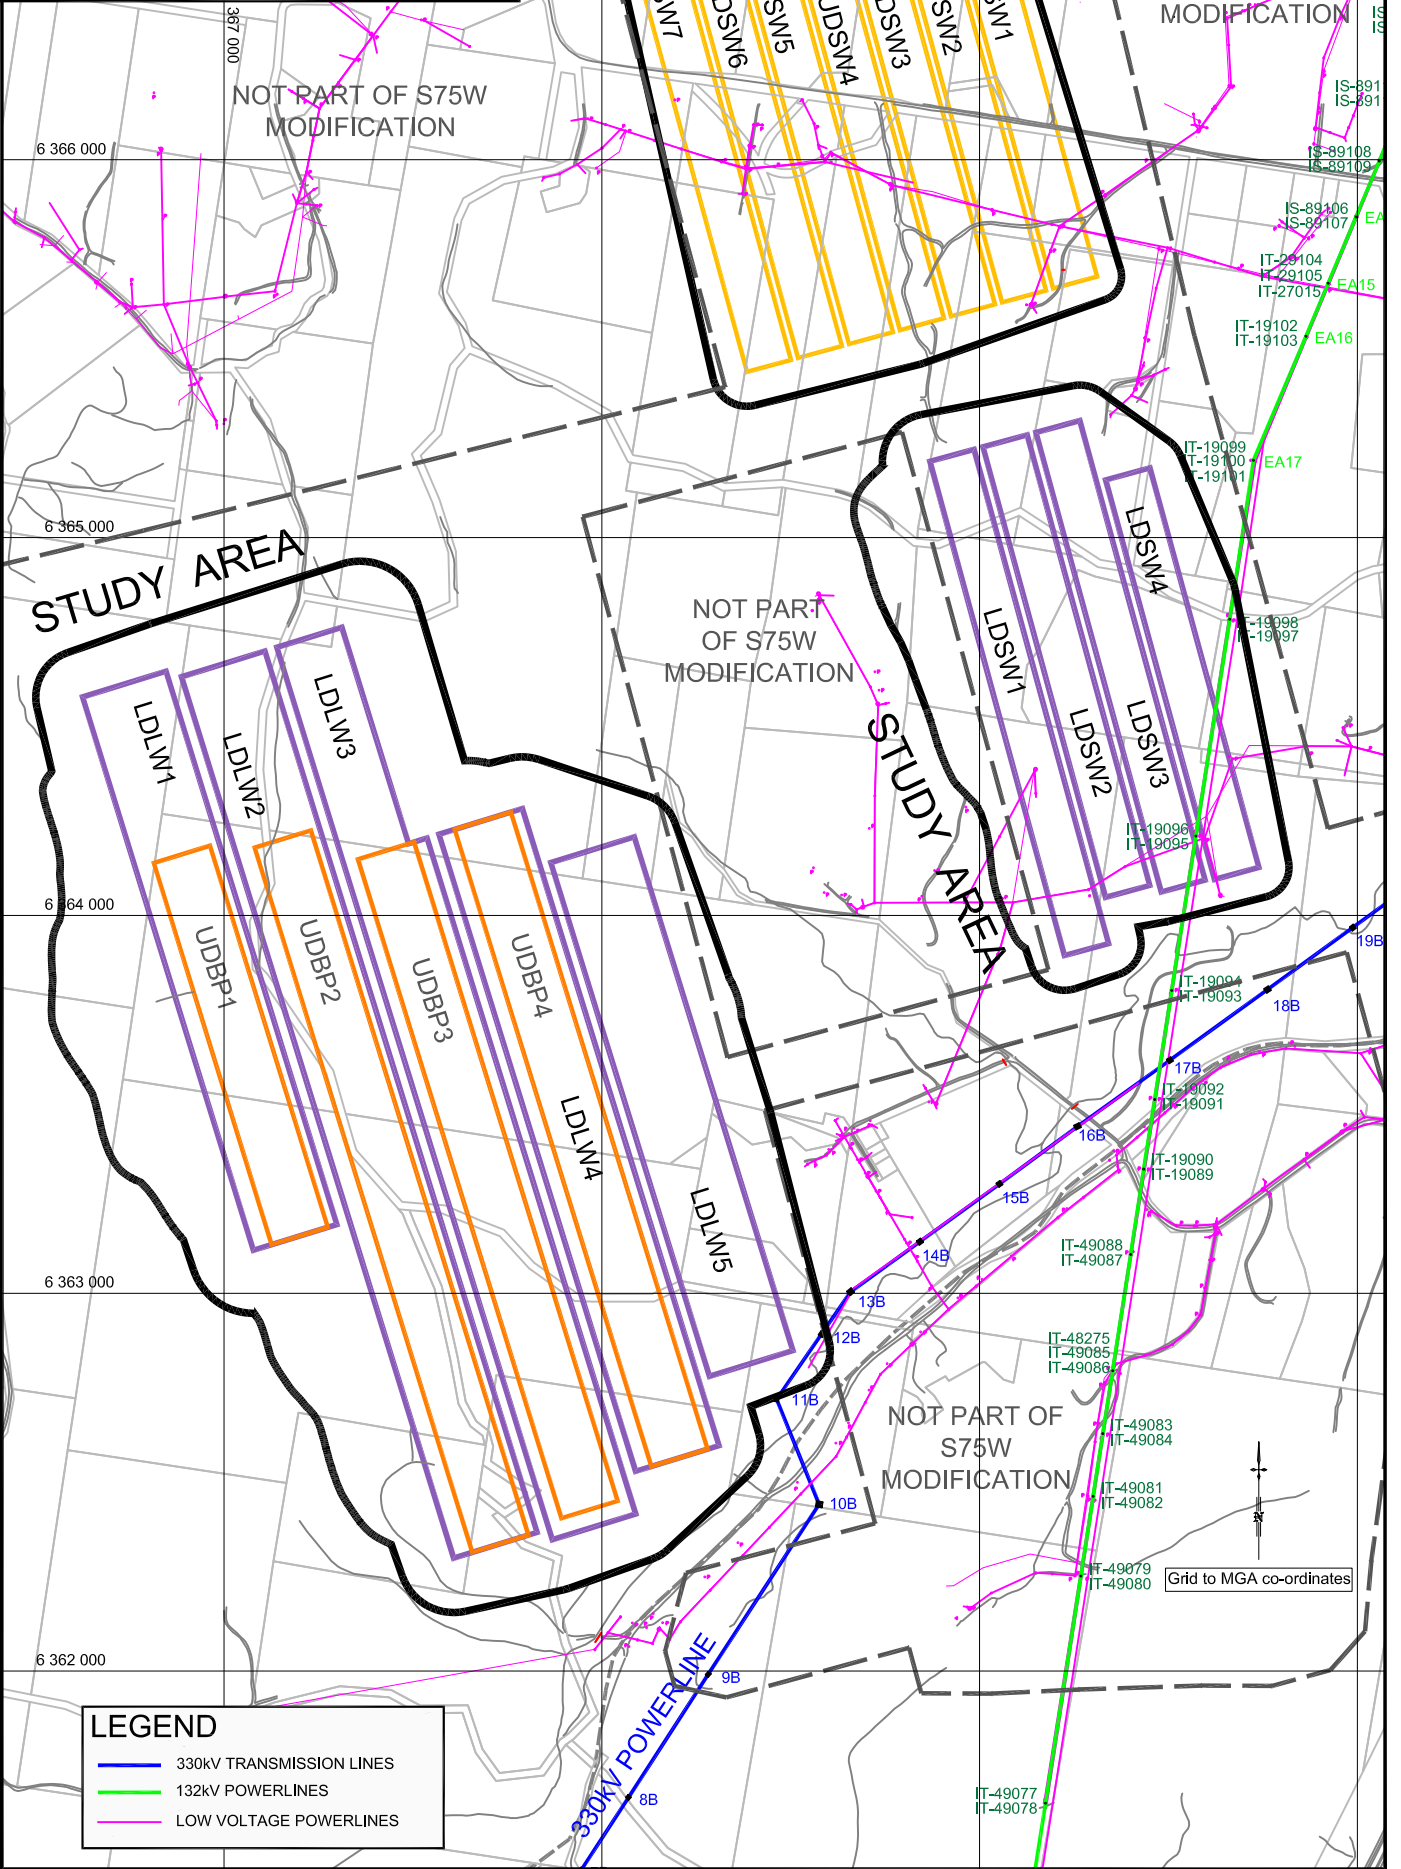 367 000
MODIFICATION
SW7
DSW6
SW5
UDSW4
DSW3
SW2
SW1
NOT PART OF S75W
MODIFICATION
IS-891
IS-891
6 366 000
IS-89108
IS-89109
IS-89106
IS-89107
EA
IT-29104
IT-29105
IT-27015
EA15
IT-19102
IT-19103
EA16
IT-19099
IT-19100
IT-19101
EA17
6 365 000
STUDY AREA
NOT PART
OF S75W
MODIFICATION
LDSW1
LDSW2
LDSW3
LDSW4
IT-19098
IT-19097
STUDY AREA
LDLW1
LDLW2
LDLW3
IT-19096
IT-19095
6 364 000
UDBP1
UDBP2
UDBP3
UDBP4
19B
IT-19094
IT-19093
18B
17B
IT-19092
IT-19091
16B
LDLW4
IT-19090
IT-19089
15B
LDLW5
14B
IT-49088
IT-49087
6 363 000
13B
12B
IT-48275
IT-49085
IT-49086
11B
NOT PART OF
S75W
MODIFICATION
IT-49083
IT-49084
IT-49081
IT-49082
10B
N
IT-49079
IT-49080
Grid to MGA co-ordinates
6 362 000
9B
330kV POWERLINE
8B
IT-49077
IT-49078
LEGEND
330kV TRANSMISSION LINES
132kV POWERLINES
LOW VOLTAGE POWERLINES